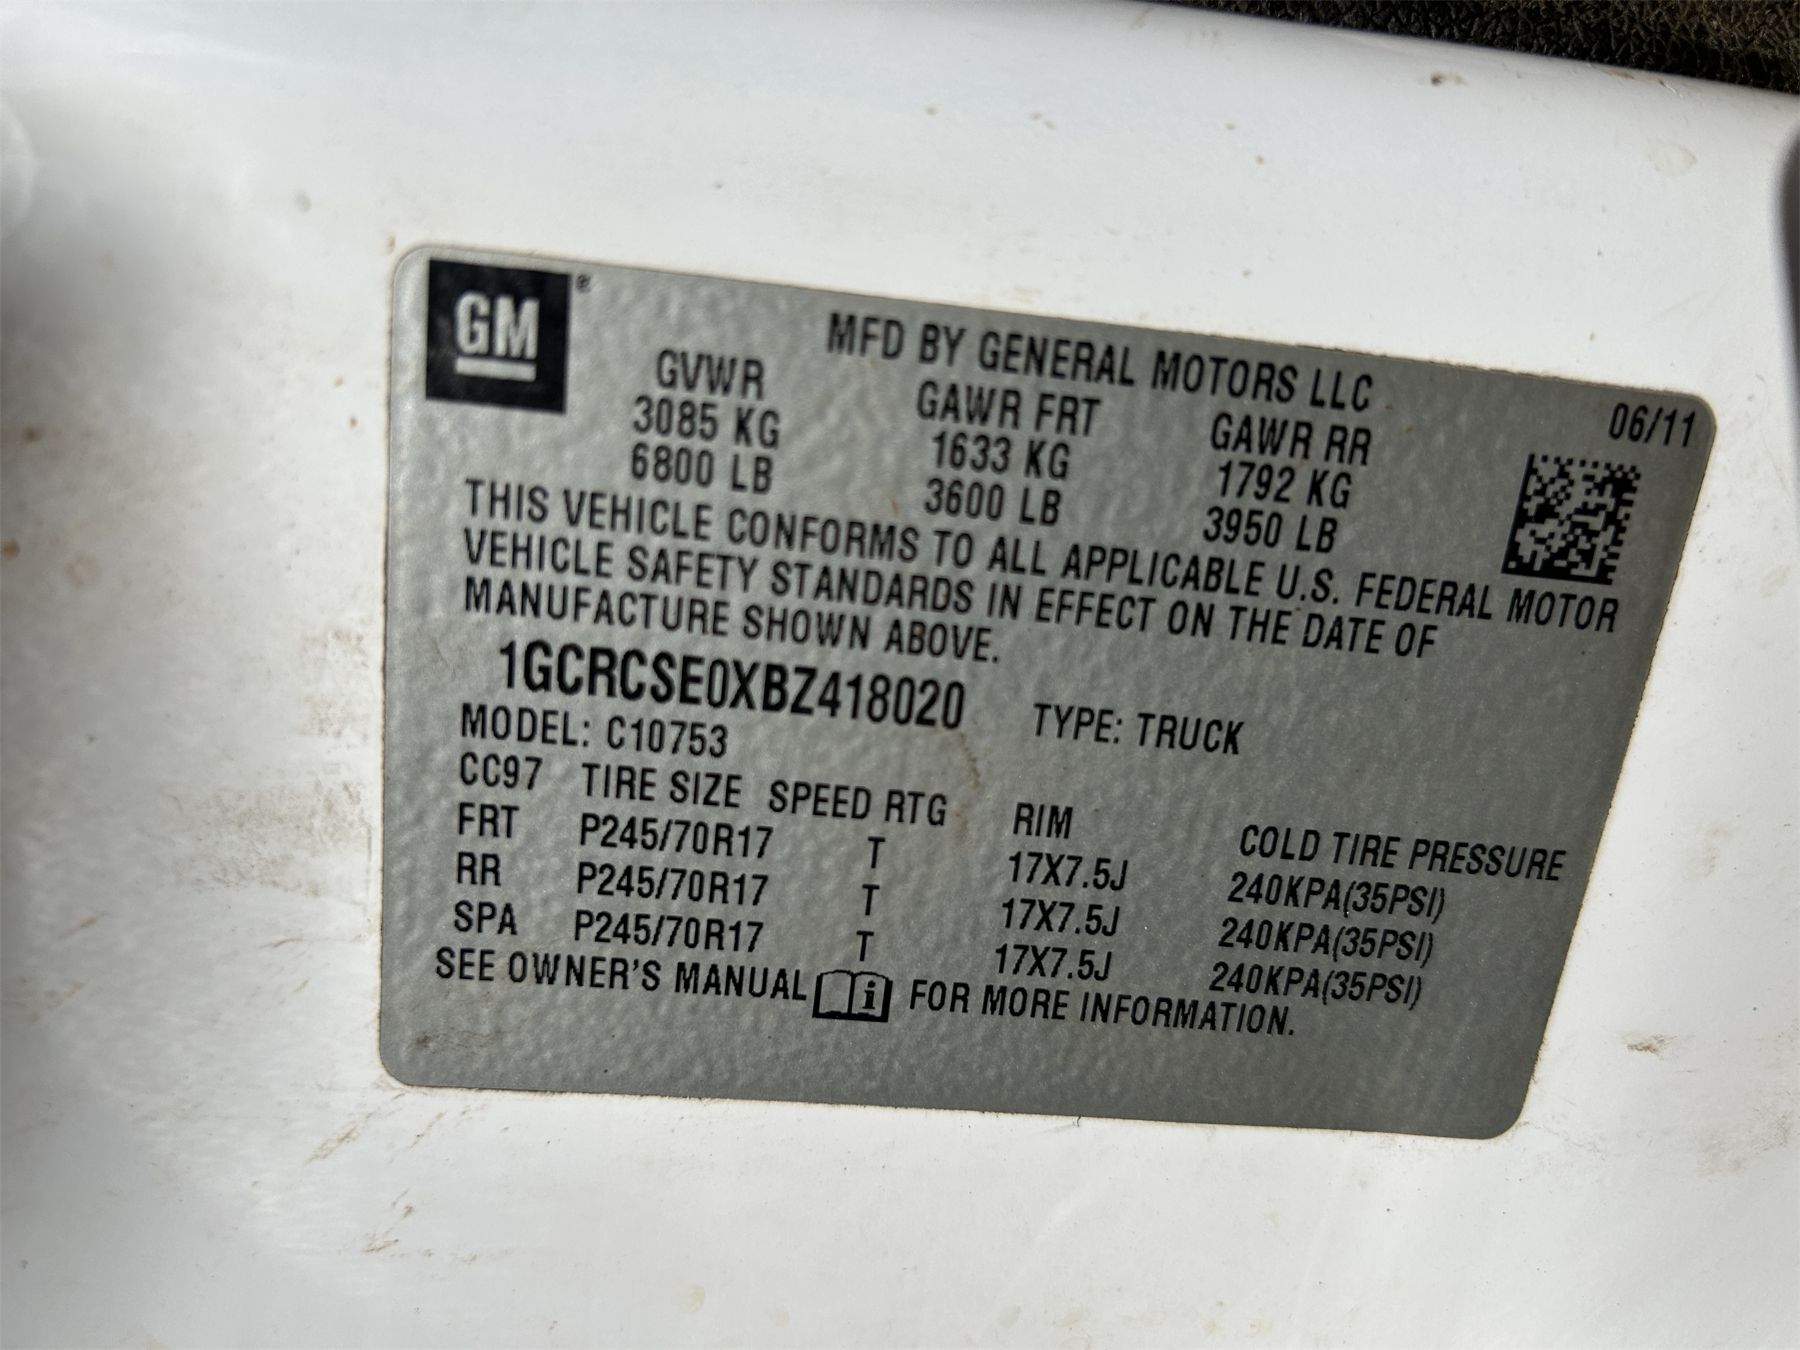 GM®
MFD BY GENERAL MOTORS LLC
GVWR GAWR FRT GAWR RR 06/11
3085 KG 1633 KG 1792 KG
6800 LB 3600 LB 3950 LB
THIS VEHICLE CONFORMS TO ALL APPLICABLE U.S. FEDERAL MOTOR
VEHICLE SAFETY STANDARDS IN EFFECT ON THE DATE OF
MANUFACTURE SHOWN ABOVE.
1GCRCSE0XBZ418020 TYPE: TRUCK
MODEL: C10753
CC97 TIRE SIZE SPEED RTG RIM COLD TIRE PRESSURE
FRT P245/70R17 T 17X7.5J 240KPA(35PSI)
RR P245/70R17 T 17X7.5J 240KPA(35PSI)
SPA P245/70R17 T 17X7.5J 240KPA(35PSI)
SEE OWNER'S MANUAL i FOR MORE INFORMATION.